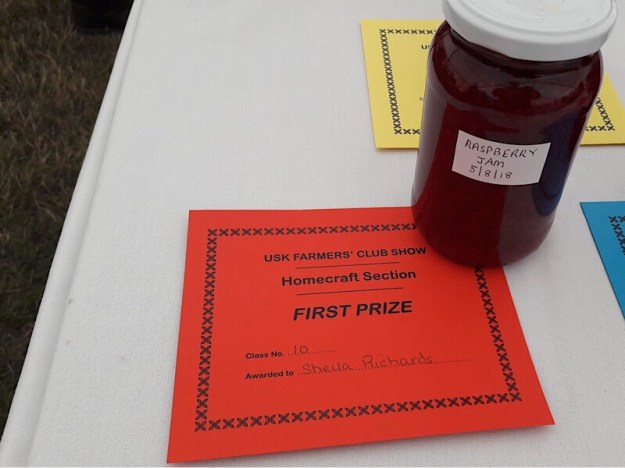 RASPBERRY
JAM
5/8/18
USK FARMERS' CLUB SHOW
Homecraft Section
FIRST PRIZE
Class No. 10
Awarded to Sheila Richards